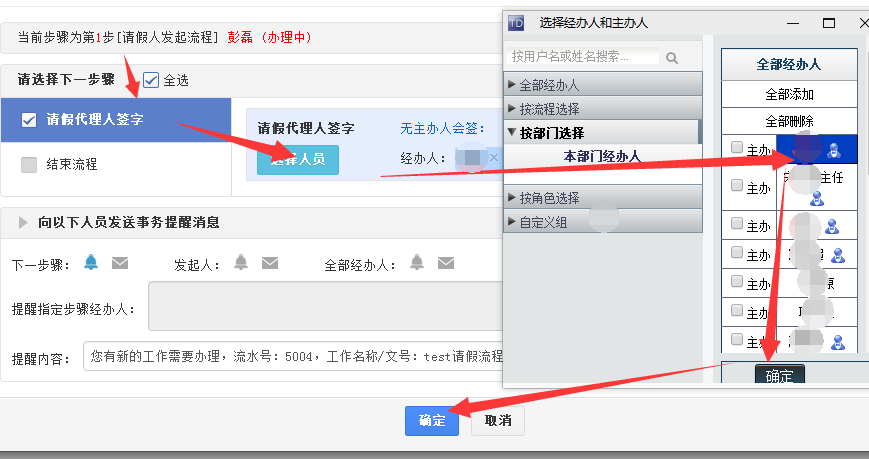 当前步骤为第1步[请假人发起流程] 彭磊 (办理中)
请选择下一步骤 全选
请假代理人签字
结束流程
请假代理人签字 无主办人会签:
选择人员 经办人: ×
向以下人员发送事务提醒消息
下一步骤: 发起人: 全部经办人:
提醒指定步骤经办人:
提醒内容: 您有新的工作需要办理，流水号：5004，工作名称/文号：test请假流程
确定 取消
TD 选择经办人和主办人
按用户名或姓名搜索...
全部经办人
按流程选择
按部门选择
本部门经办人
按角色选择
自定义组
全部经办人
全部添加
全部删除
主办
主办 主任
主办
主办
主办
主办
主办
确定